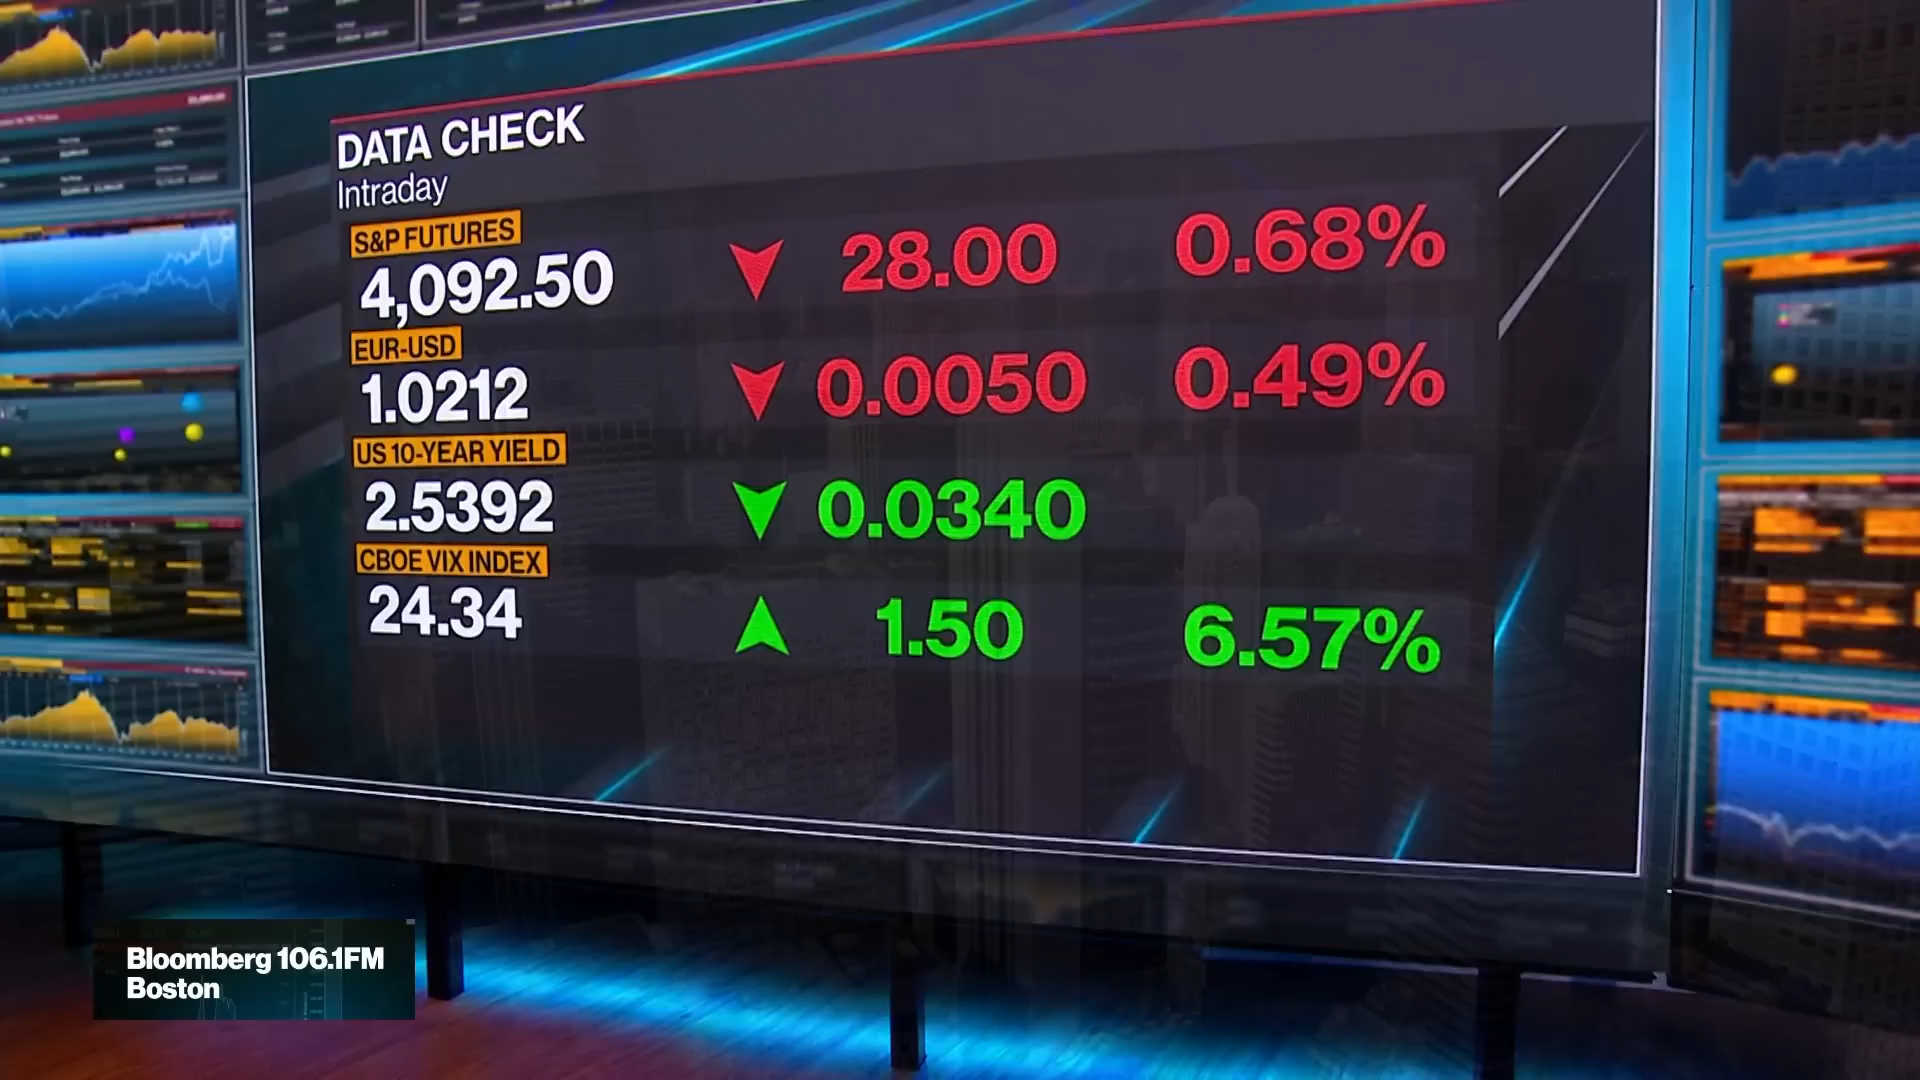 DATA CHECK
Intraday
S&P FUTURES
4,092.50 28.00 0.68%
EUR-USD
1.0212 0.0050 0.49%
US 10-YEAR YIELD
2.5392 0.0340
CBOE VIX INDEX
24.34 1.50 6.57%
Bloomberg 106.1FM
Boston